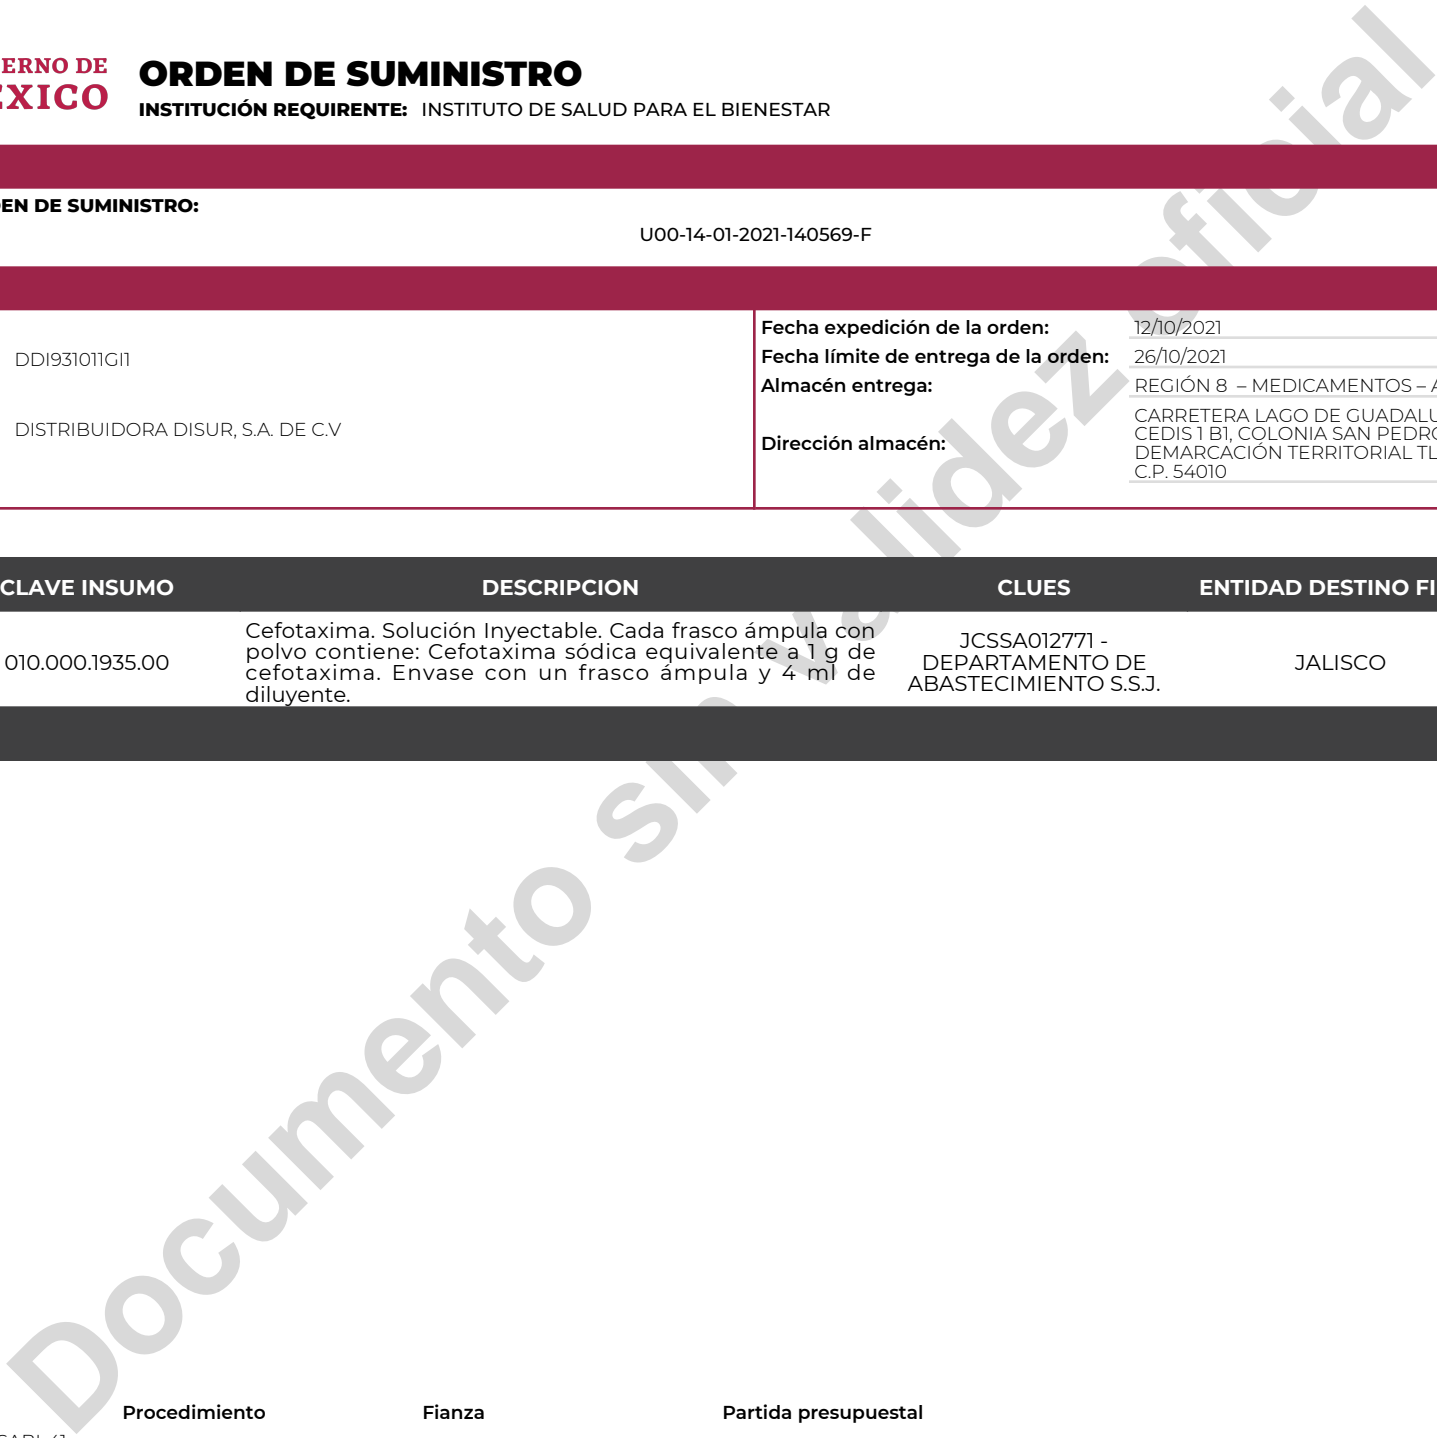 ERNO DE
ORDEN DE SUMINISTRO
XICO
INSTITUCIÓN REQUIRENTE: INSTITUTO DE SALUD PARA EL BIENESTAR
EN DE SUMINISTRO:
U00-14-01-2021-140569-F
DDI931011GI1
DISTRIBUIDORA DISUR, S.A. DE C.V
Fecha expedición de la orden: 12/10/2021
Fecha límite de entrega de la orden: 26/10/2021
Almacén entrega: REGIÓN 8 – MEDICAMENTOS – A
Dirección almacén:
CARRETERA LAGO DE GUADALU
CEDIS 1 B1, COLONIA SAN PEDRO
DEMARCACIÓN TERRITORIAL TL
C.P. 54010
CLAVE INSUMO DESCRIPCION CLUES ENTIDAD DESTINO FI
010.000.1935.00
Cefotaxima. Solución Inyectable. Cada frasco ámpula con
polvo contiene: Cefotaxima sódica equivalente a 1 g de
cefotaxima. Envase con un frasco ámpula y 4 ml de
diluyente.
JCSSA012771 -
DEPARTAMENTO DE
ABASTECIMIENTO S.S.J.
JALISCO
Documento sin validez oficial
Procedimiento Fianza Partida presupuestal